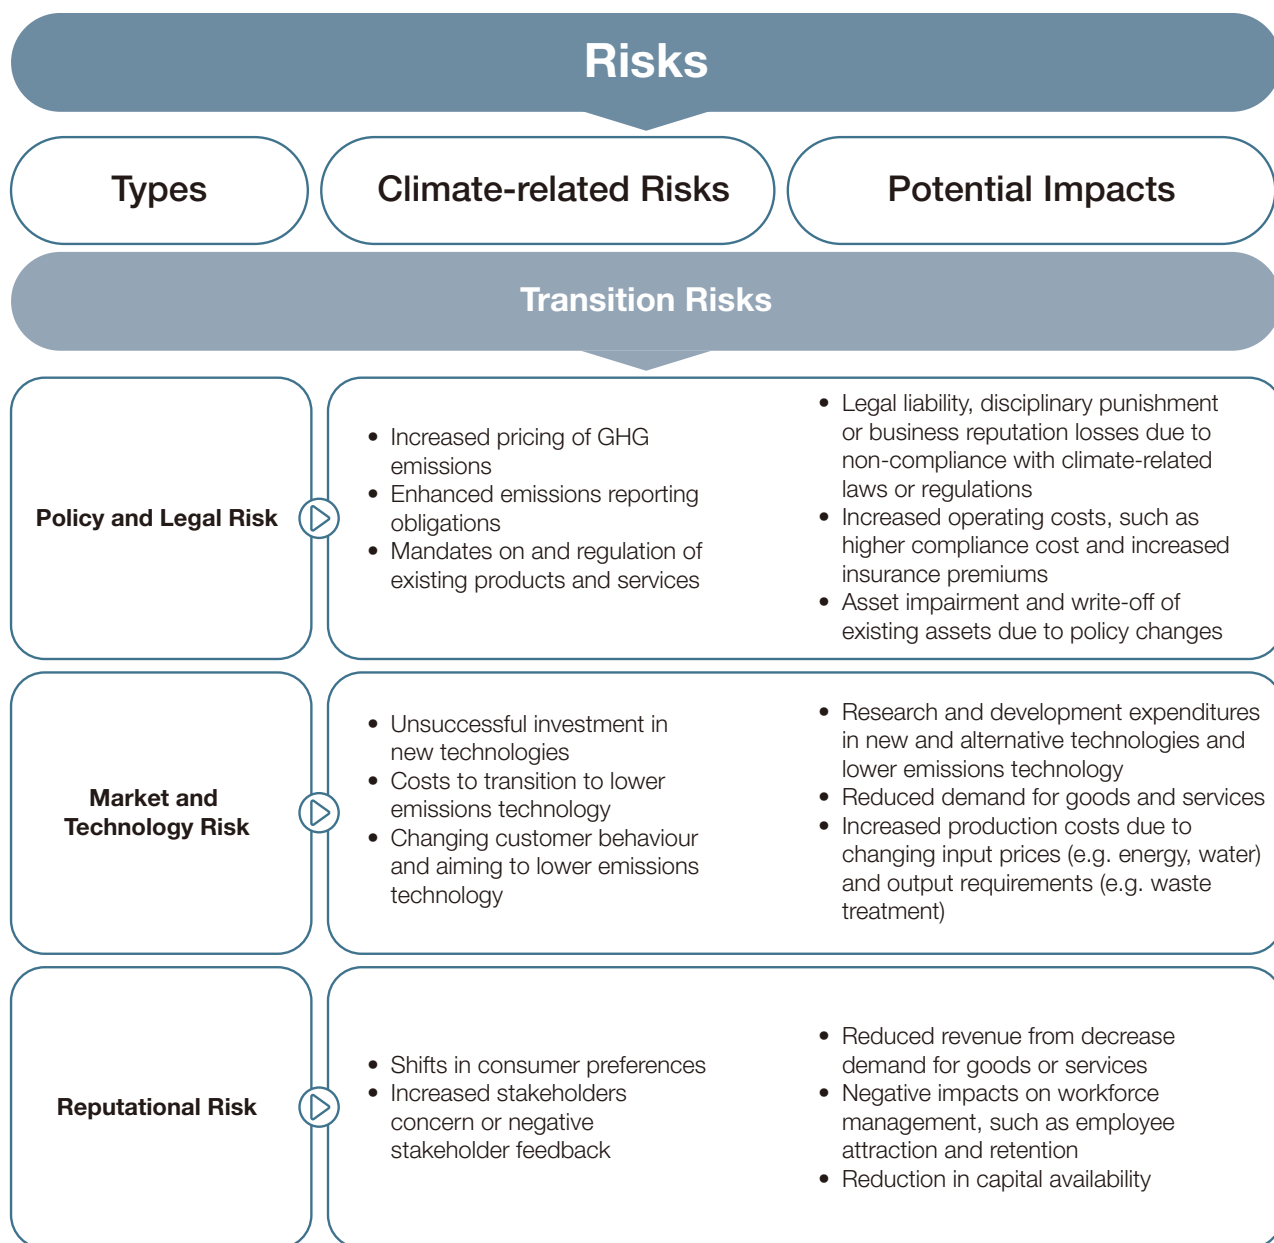 Risks
Types
Climate-related Risks
Potential Impacts
Transition Risks
Policy and Legal Risk
• Increased pricing of GHG
emissions
• Enhanced emissions reporting
obligations
• Mandates on and regulation of
existing products and services
• Legal liability, disciplinary punishment
or business reputation losses due to
non-compliance with climate-related
laws or regulations
• Increased operating costs, such as
higher compliance cost and increased
insurance premiums
• Asset impairment and write-off of
existing assets due to policy changes
Market and
Technology Risk
• Unsuccessful investment in
new technologies
• Costs to transition to lower
emissions technology
• Changing customer behaviour
and aiming to lower emissions
technology
• Research and development expenditures
in new and alternative technologies and
lower emissions technology
• Reduced demand for goods and services
• Increased production costs due to
changing input prices (e.g. energy, water)
and output requirements (e.g. waste
treatment)
Reputational Risk
• Shifts in consumer preferences
• Increased stakeholders
concern or negative
stakeholder feedback
• Reduced revenue from decrease
demand for goods or services
• Negative impacts on workforce
management, such as employee
attraction and retention
• Reduction in capital availability